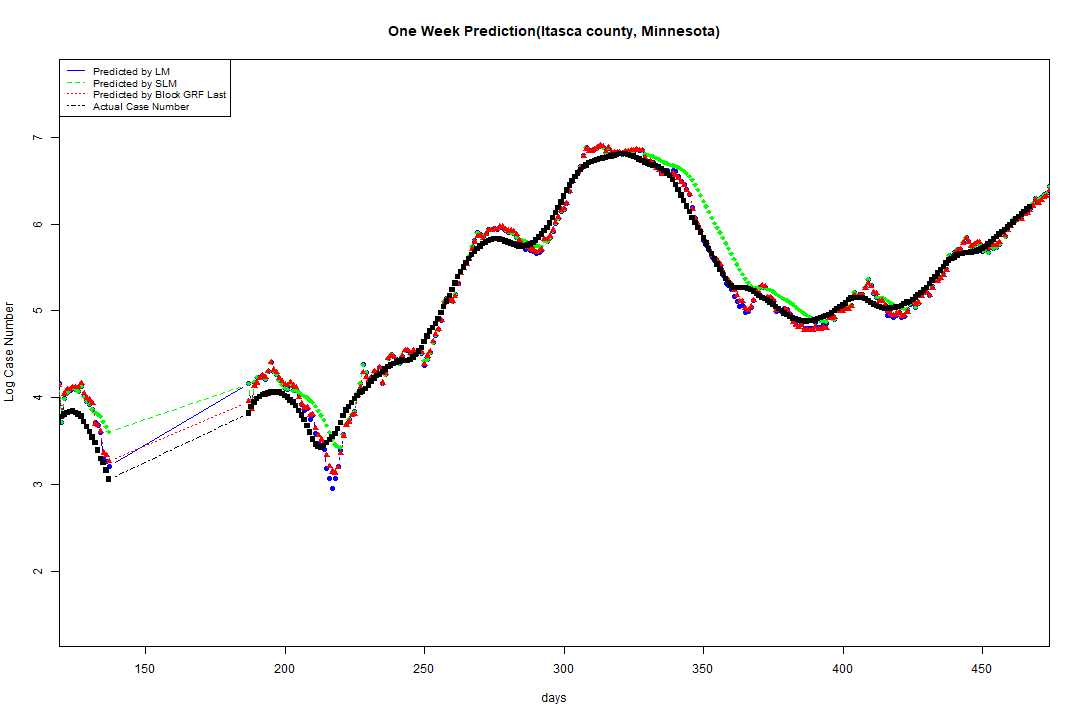 One Week Prediction(Itasca county, Minnesota)
Predicted by LM
Predicted by SLM
Predicted by Block GRF Last
Actual Case Number
7
6
5
4
3
2
Log Case Number
150 200 250 300 350 400 450
days